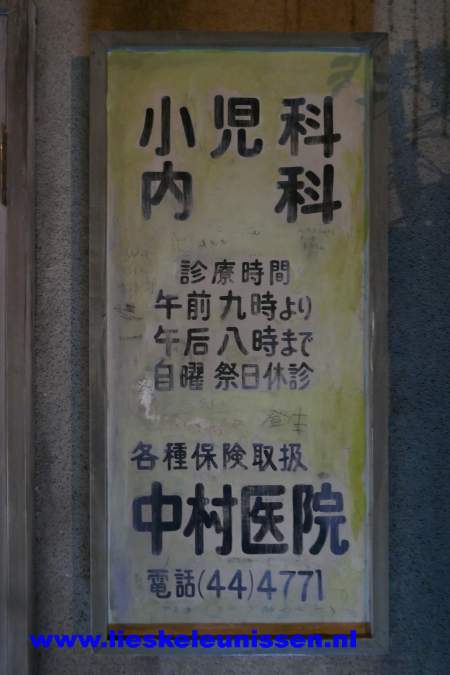 小児科
内科
診療時間
午前九時より
午后八時まで
日曜祭日休診
各種保険取扱
中村医院
電話(44)4771
www.lieskeleunissen.nl